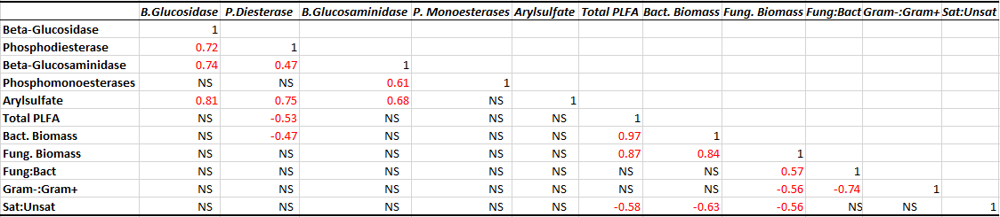 B.Glucosidase P.Diesterase B.Glucosaminidase P. Monoesterases Arylsulfate Total PLFA Bact. Biomass Fung. Biomass Fung:Bact Gram-:Gram+ Sat:Unsat
Beta-Glucosidase 1
Phosphodiesterase 0.72 1
Beta-Glucosaminidase 0.74 0.47 1
Phosphomonoesterases NS NS 0.61 1
Arylsulfate 0.81 0.75 0.68 NS 1
Total PLFA NS -0.53 NS NS NS 1
Bact. Biomass NS -0.47 NS NS NS 0.97 1
Fung. Biomass NS NS NS NS NS 0.87 0.84 1
Fung:Bact NS NS NS NS NS NS NS 0.57 1
Gram-:Gram+ NS NS NS NS NS NS NS -0.56 -0.74 1
Sat:Unsat NS NS NS NS NS -0.58 -0.63 -0.56 NS NS 1